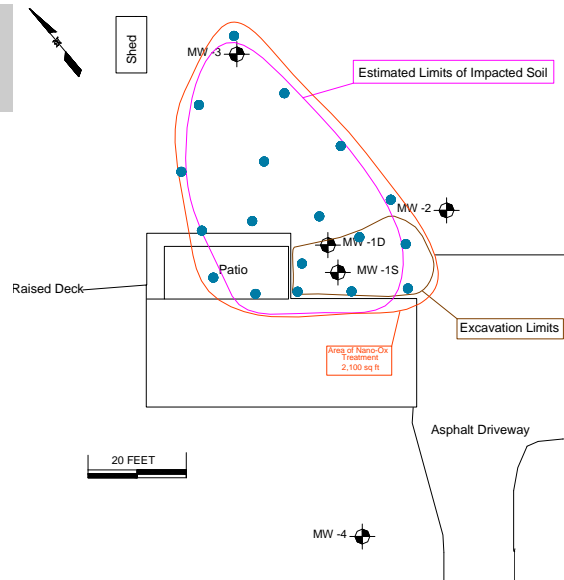 Shed
MW -3
Estimated Limits of Impacted Soil
MW -2
MW -1D
Patio
MW -1S
Raised Deck
Excavation Limits
Area of Nano-Ox
Treatment
2,100 sq ft
Asphalt Driveway
20 FEET
MW -4